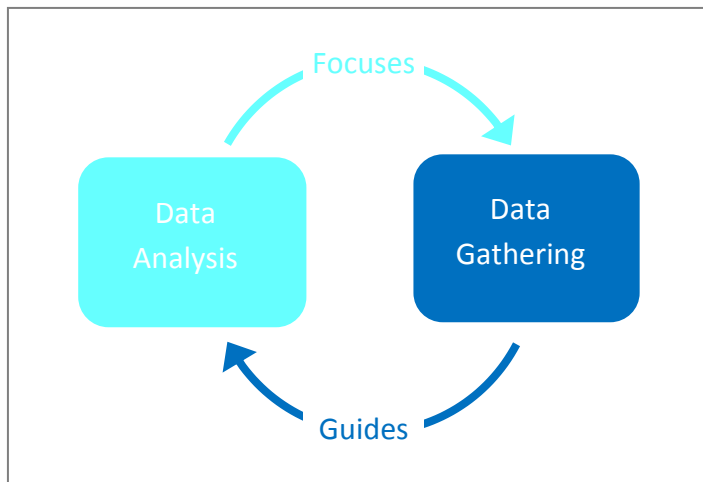 Focuses
Data
Analysis
Data
Gathering
Guides